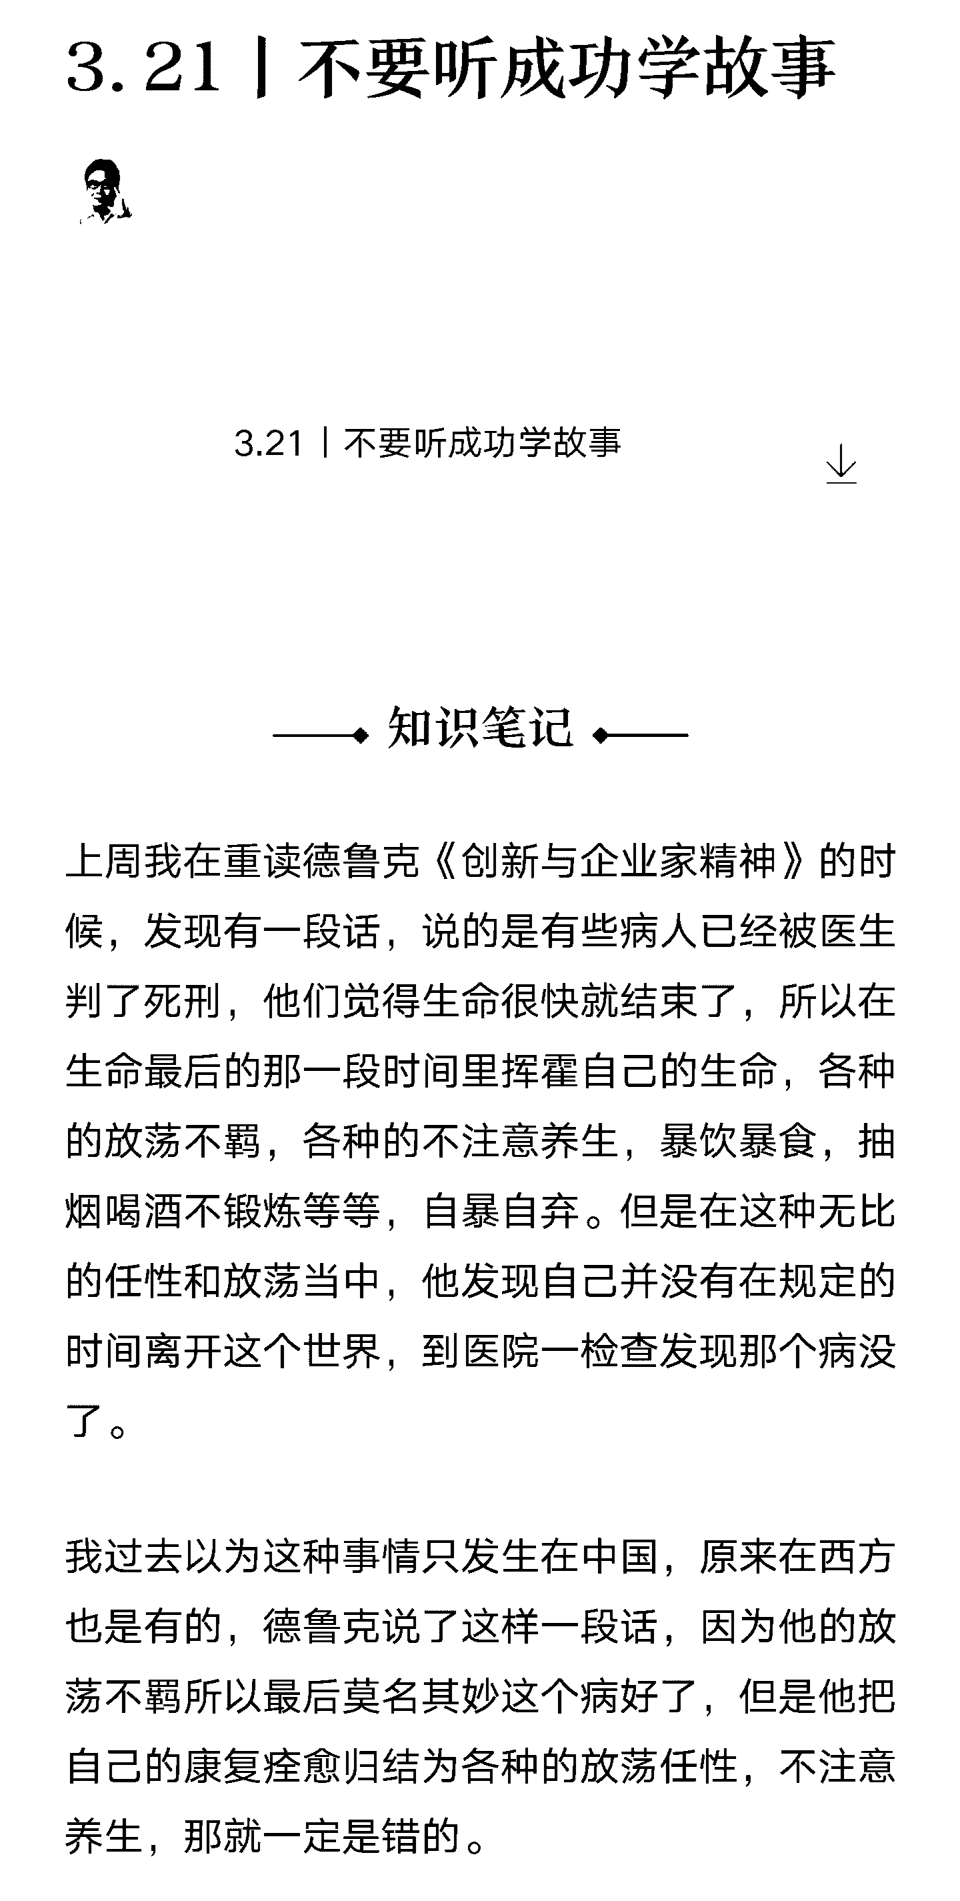 3.21丨不要听成功学故事
3.21丨不要听成功学故事
知识笔记
上周我在重读德鲁克《创新与企业家精神》的时
候，发现有一段话，说的是有些病人已经被医生
判了死刑，他们觉得生命很快就结束了，所以在
生命最后的那一段时间里挥霍自己的生命，各种
的放荡不羁，各种的不注意养生，暴饮暴食，抽
烟喝酒不锻炼等等，自暴自弃。但是在这种无比
的任性和放荡当中，他发现自己并没有在规定的
时间离开这个世界，到医院一检查发现那个病没
了。
我过去以为这种事情只发生在中国，原来在西方
也是有的，德鲁克说了这样一段话，因为他的放
荡不羁所以最后莫名其妙这个病好了，但是他把
自己的康复痊愈归结为各种的放荡任性，不注意
养生，那就一定是错的。